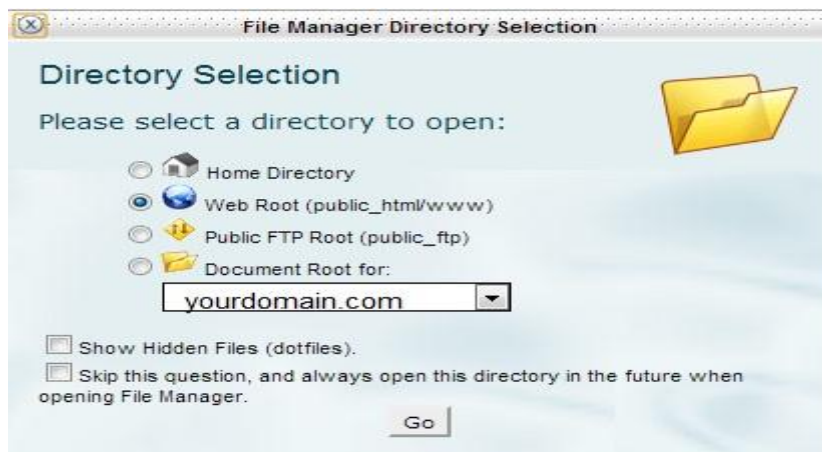 File Manager Directory Selection
Directory Selection
Please select a directory to open:
Home Directory
Web Root (public_html/www)
Public FTP Root (public_ftp)
Document Root for:
yourdomain.com
Show Hidden Files (dotfiles).
Skip this question, and always open this directory in the future when
opening File Manager.
Go